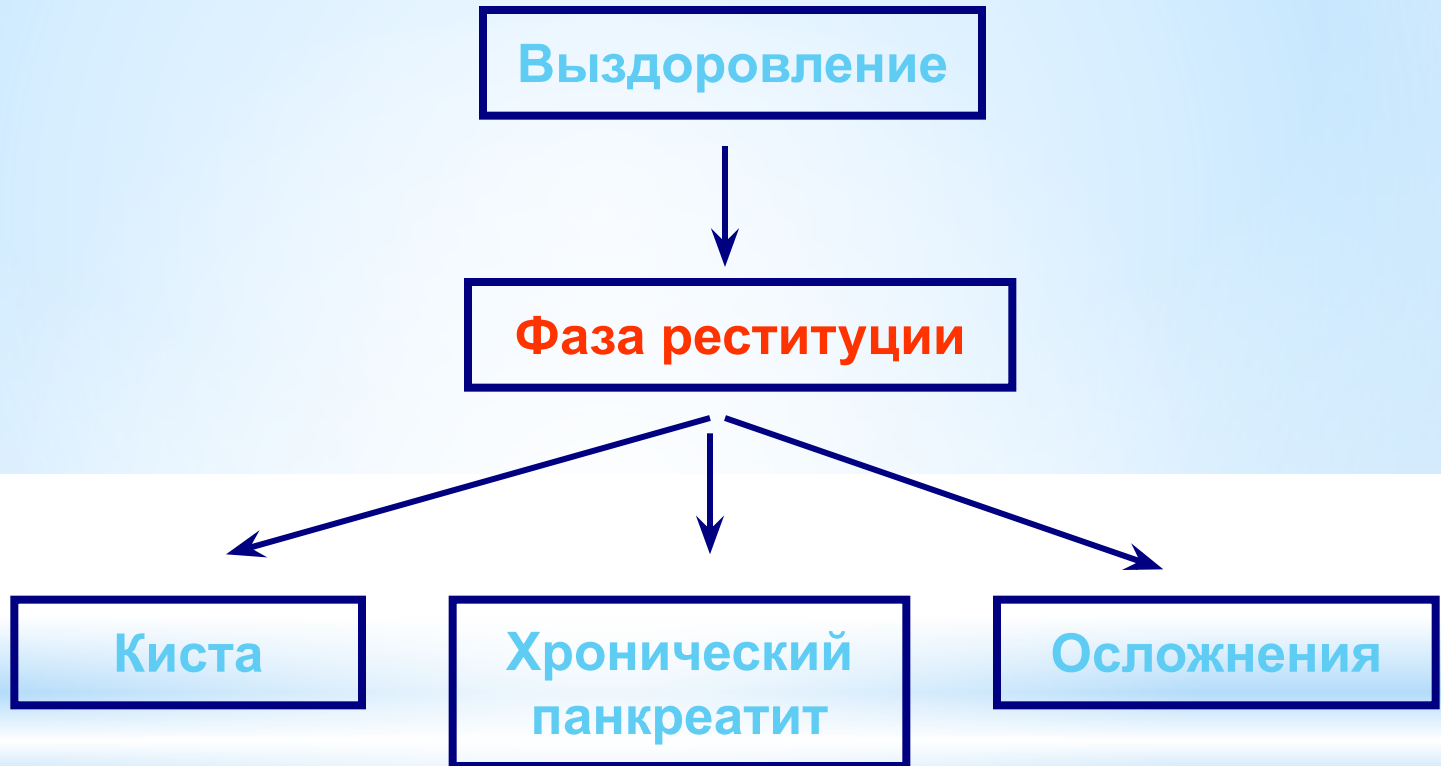 Выздоровление
Фаза реституции
Киста
Хронический
панкреатит
Осложнения